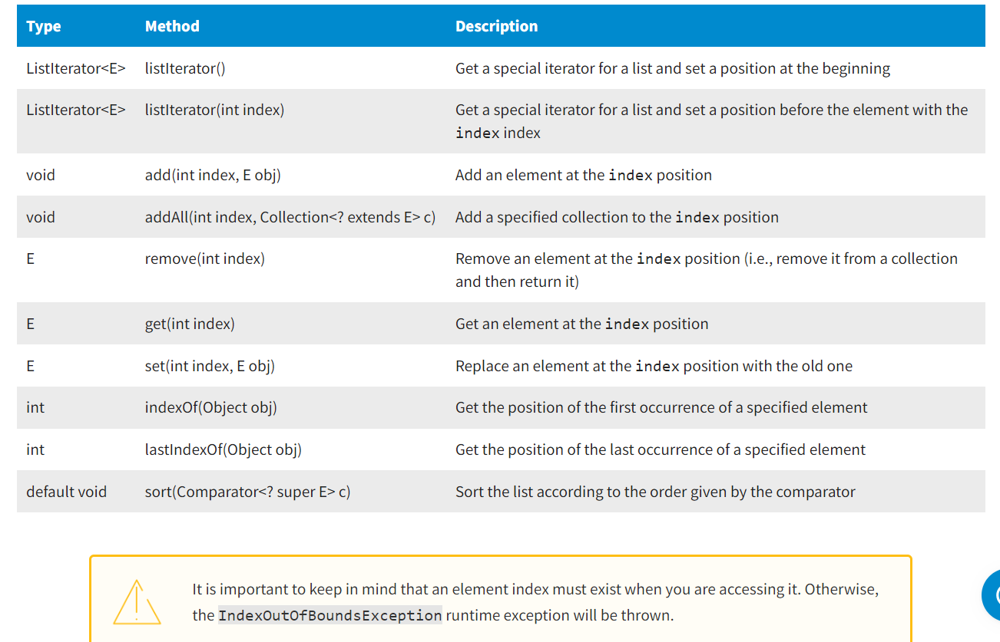 Type Method Description
ListIterator<E> listIterator() Get a special iterator for a list and set a position at the beginning
ListIterator<E> listIterator(int index) Get a special iterator for a list and set a position before the element with the
index index
void add(int index, E obj) Add an element at the index position
void addAll(int index, Collection<? extends E> c) Add a specified collection to the index position
E remove(int index) Remove an element at the index position (i.e., remove it from a collection
and then return it)
E get(int index) Get an element at the index position
E set(int index, E obj) Replace an element at the index position with the old one
int indexOf(Object obj) Get the position of the first occurrence of a specified element
int lastIndexOf(Object obj) Get the position of the last occurrence of a specified element
default void sort(Comparator<? super E> c) Sort the list according to the order given by the comparator
It is important to keep in mind that an element index must exist when you are accessing it. Otherwise,
the IndexOutOfBoundsException runtime exception will be thrown.